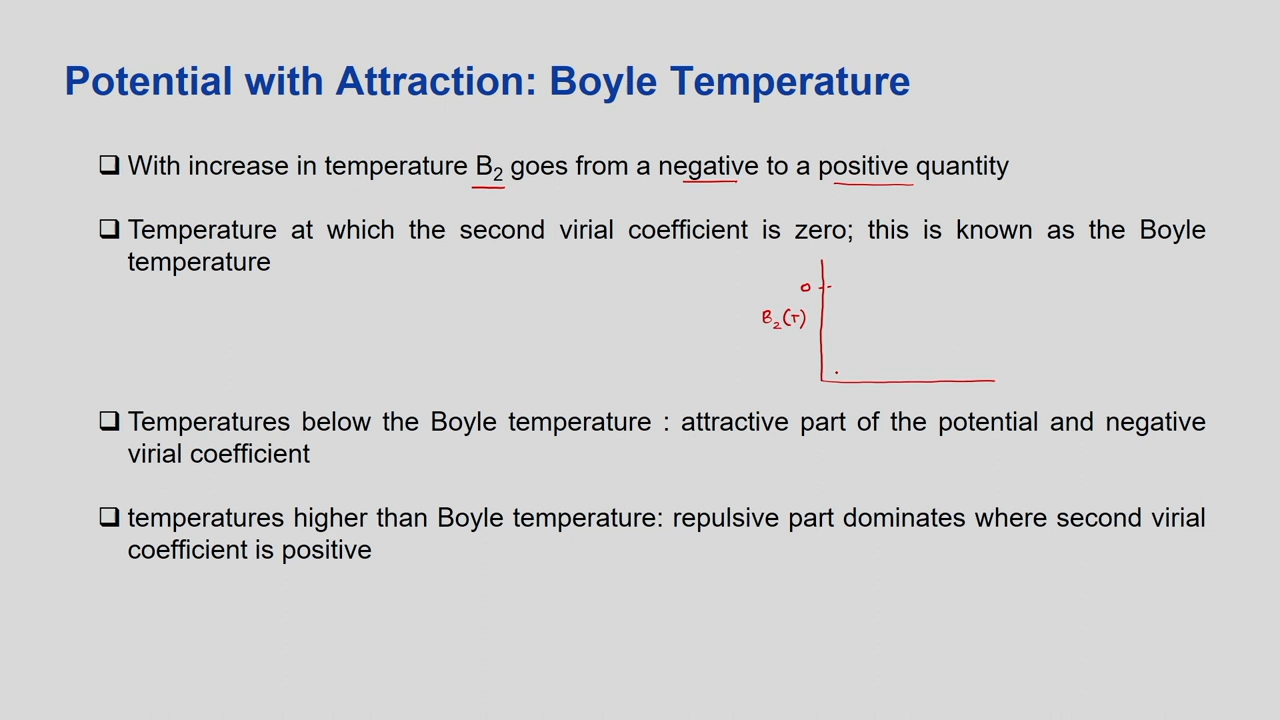 Potential with Attraction: Boyle Temperature
❑ With increase in temperature B₂ goes from a negative to a positive quantity
❑ Temperature at which the second virial coefficient is zero; this is known as the Boyle
temperature
0
B₂(T)
❑ Temperatures below the Boyle temperature : attractive part of the potential and negative
virial coefficient
❑ temperatures higher than Boyle temperature: repulsive part dominates where second virial
coefficient is positive